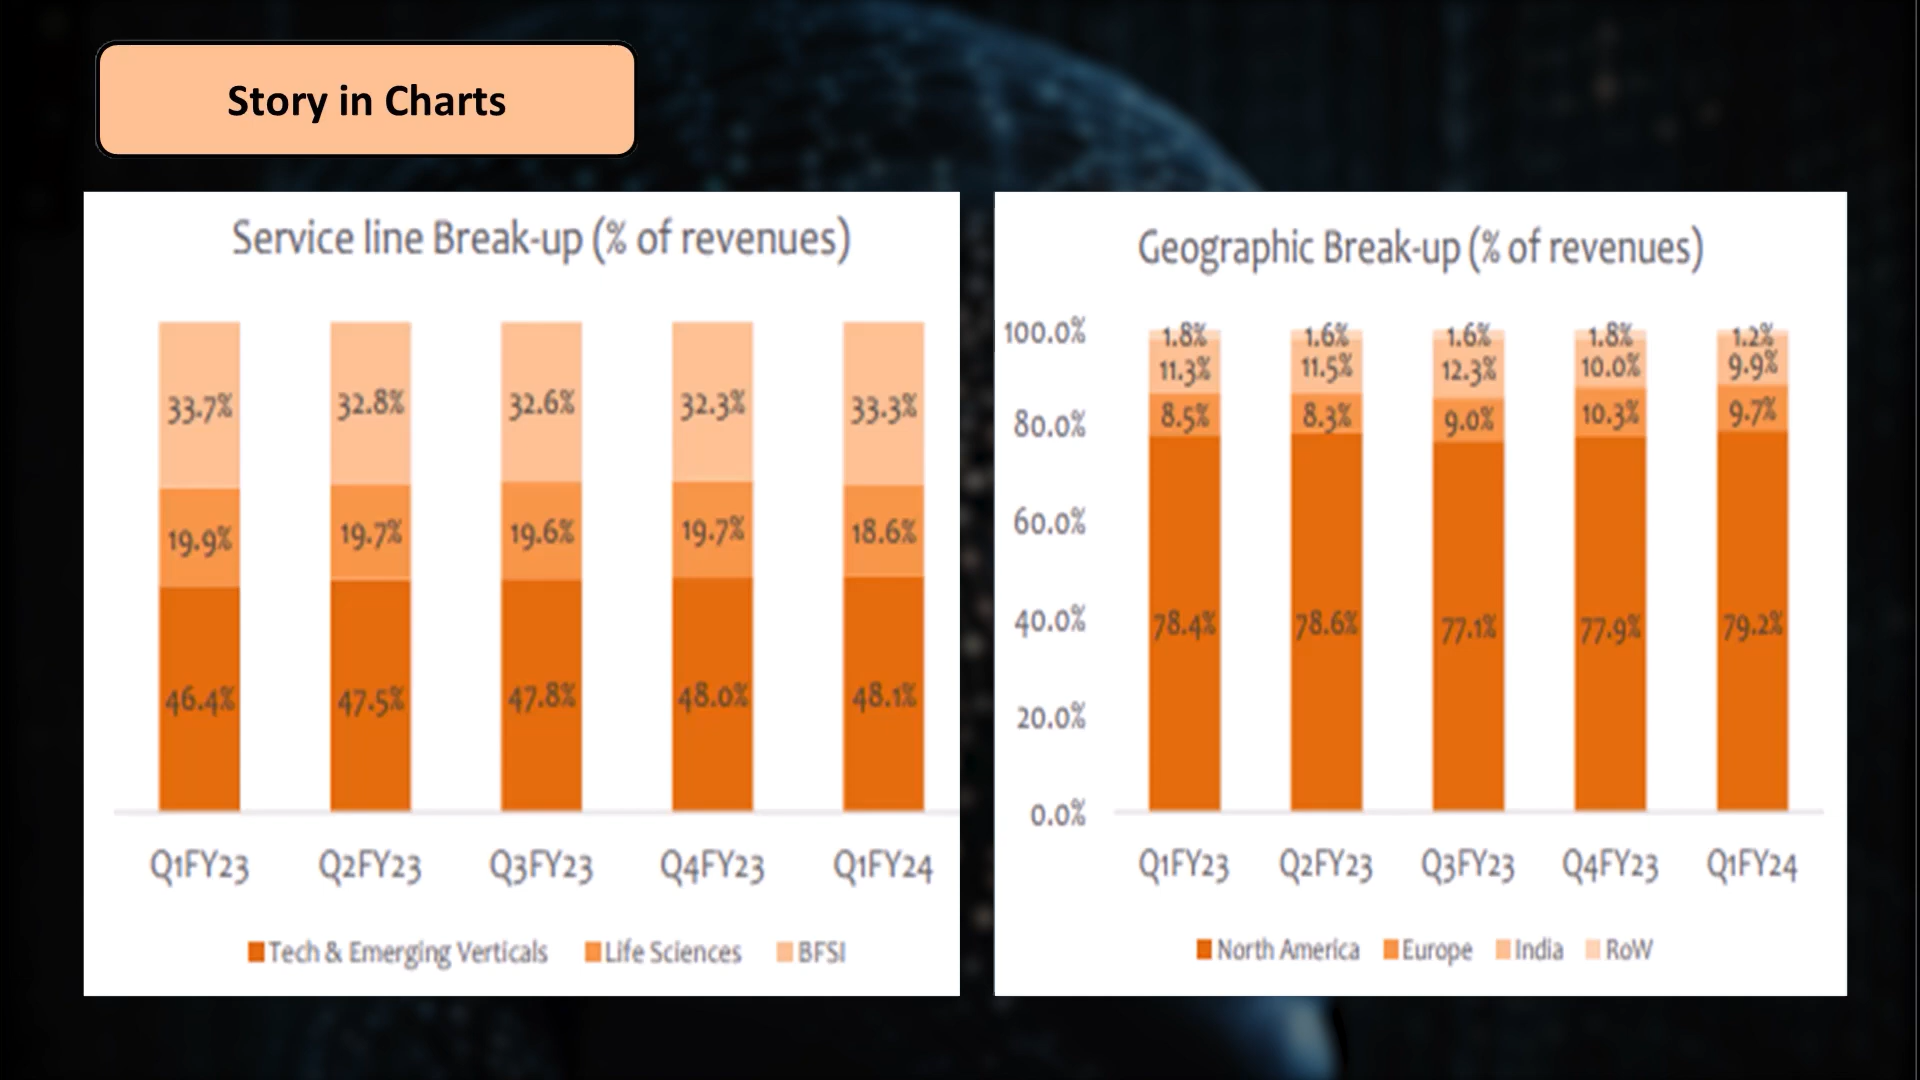 Story in Charts
Service line Break-up (% of revenues)
33.7% 32.8% 32.6% 32.3% 33.3%
19.9% 19.7% 19.6% 19.7% 18.6%
46.4% 47.5% 47.8% 48.0% 48.1%
Q1FY23 Q2FY23 Q3FY23 Q4FY23 Q1FY24
Tech & Emerging Verticals Life Sciences BFSI
Geographic Break-up (% of revenues)
100.0% 1.8% 1.6% 1.6% 1.8% 1.2%
11.3% 11.5% 12.3% 10.0% 9.9%
80.0% 8.5% 8.3% 9.0% 10.3% 9.7%
60.0%
40.0% 78.4% 78.6% 77.1% 77.9% 79.2%
20.0%
0.0%
Q1FY23 Q2FY23 Q3FY23 Q4FY23 Q1FY24
North America Europe India RoW